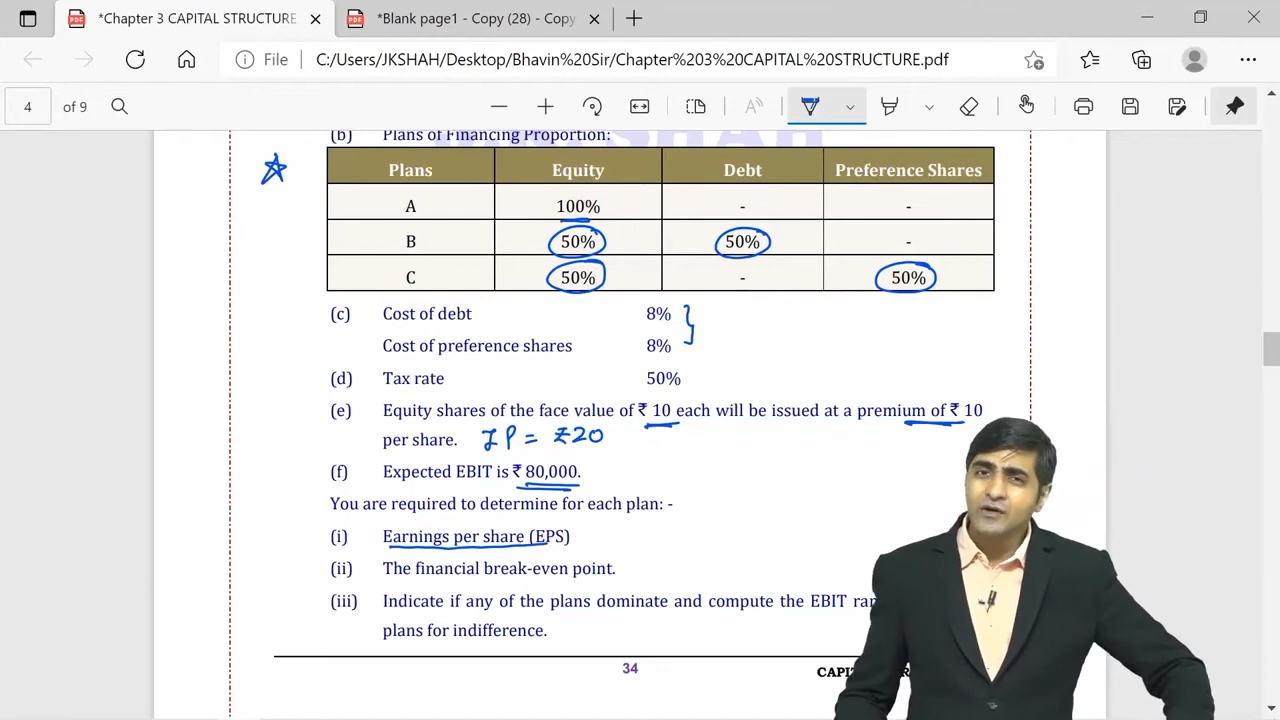 *Chapter 3 CAPITAL STRUCTURE
*Blank page1 - Copy (28) - Copy
File C:/Users/JKSHAH/Desktop/Bhavin%20Sir/Chapter%203%20CAPITAL%20STRUCTURE.pdf
4 of 9
(b) Plans of Financing Proportion:
Plans Equity Debt Preference Shares
A 100% - -
B 50% 50% -
C 50% - 50%
(c) Cost of debt 8%
Cost of preference shares 8%
(d) Tax rate 50%
(e) Equity shares of the face value of ₹ 10 each will be issued at a premium of ₹ 10
per share. IP = ₹20
(f) Expected EBIT is ₹ 80,000.
You are required to determine for each plan: -
(i) Earnings per share (EPS)
(ii) The financial break-even point.
(iii) Indicate if any of the plans dominate and compute the EBIT
plans for indifference.
34